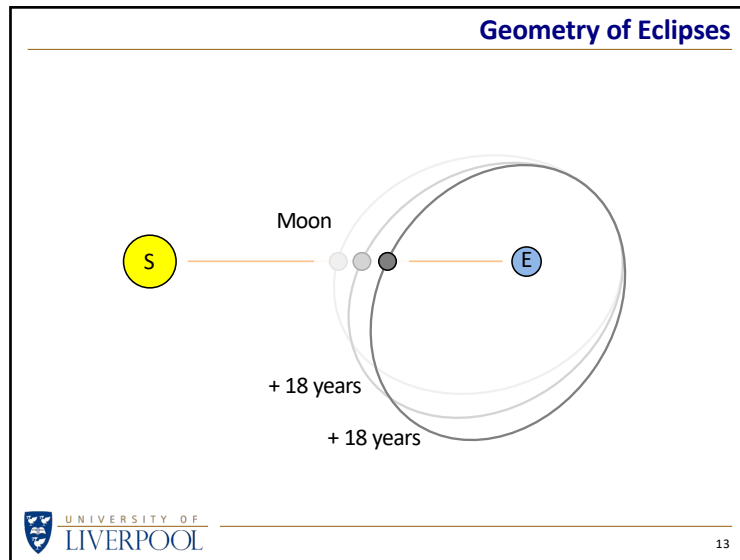 Geometry of Eclipses
Moon
S
E
+ 18 years
+ 18 years
UNIVERSITY OF
LIVERPOOL
13